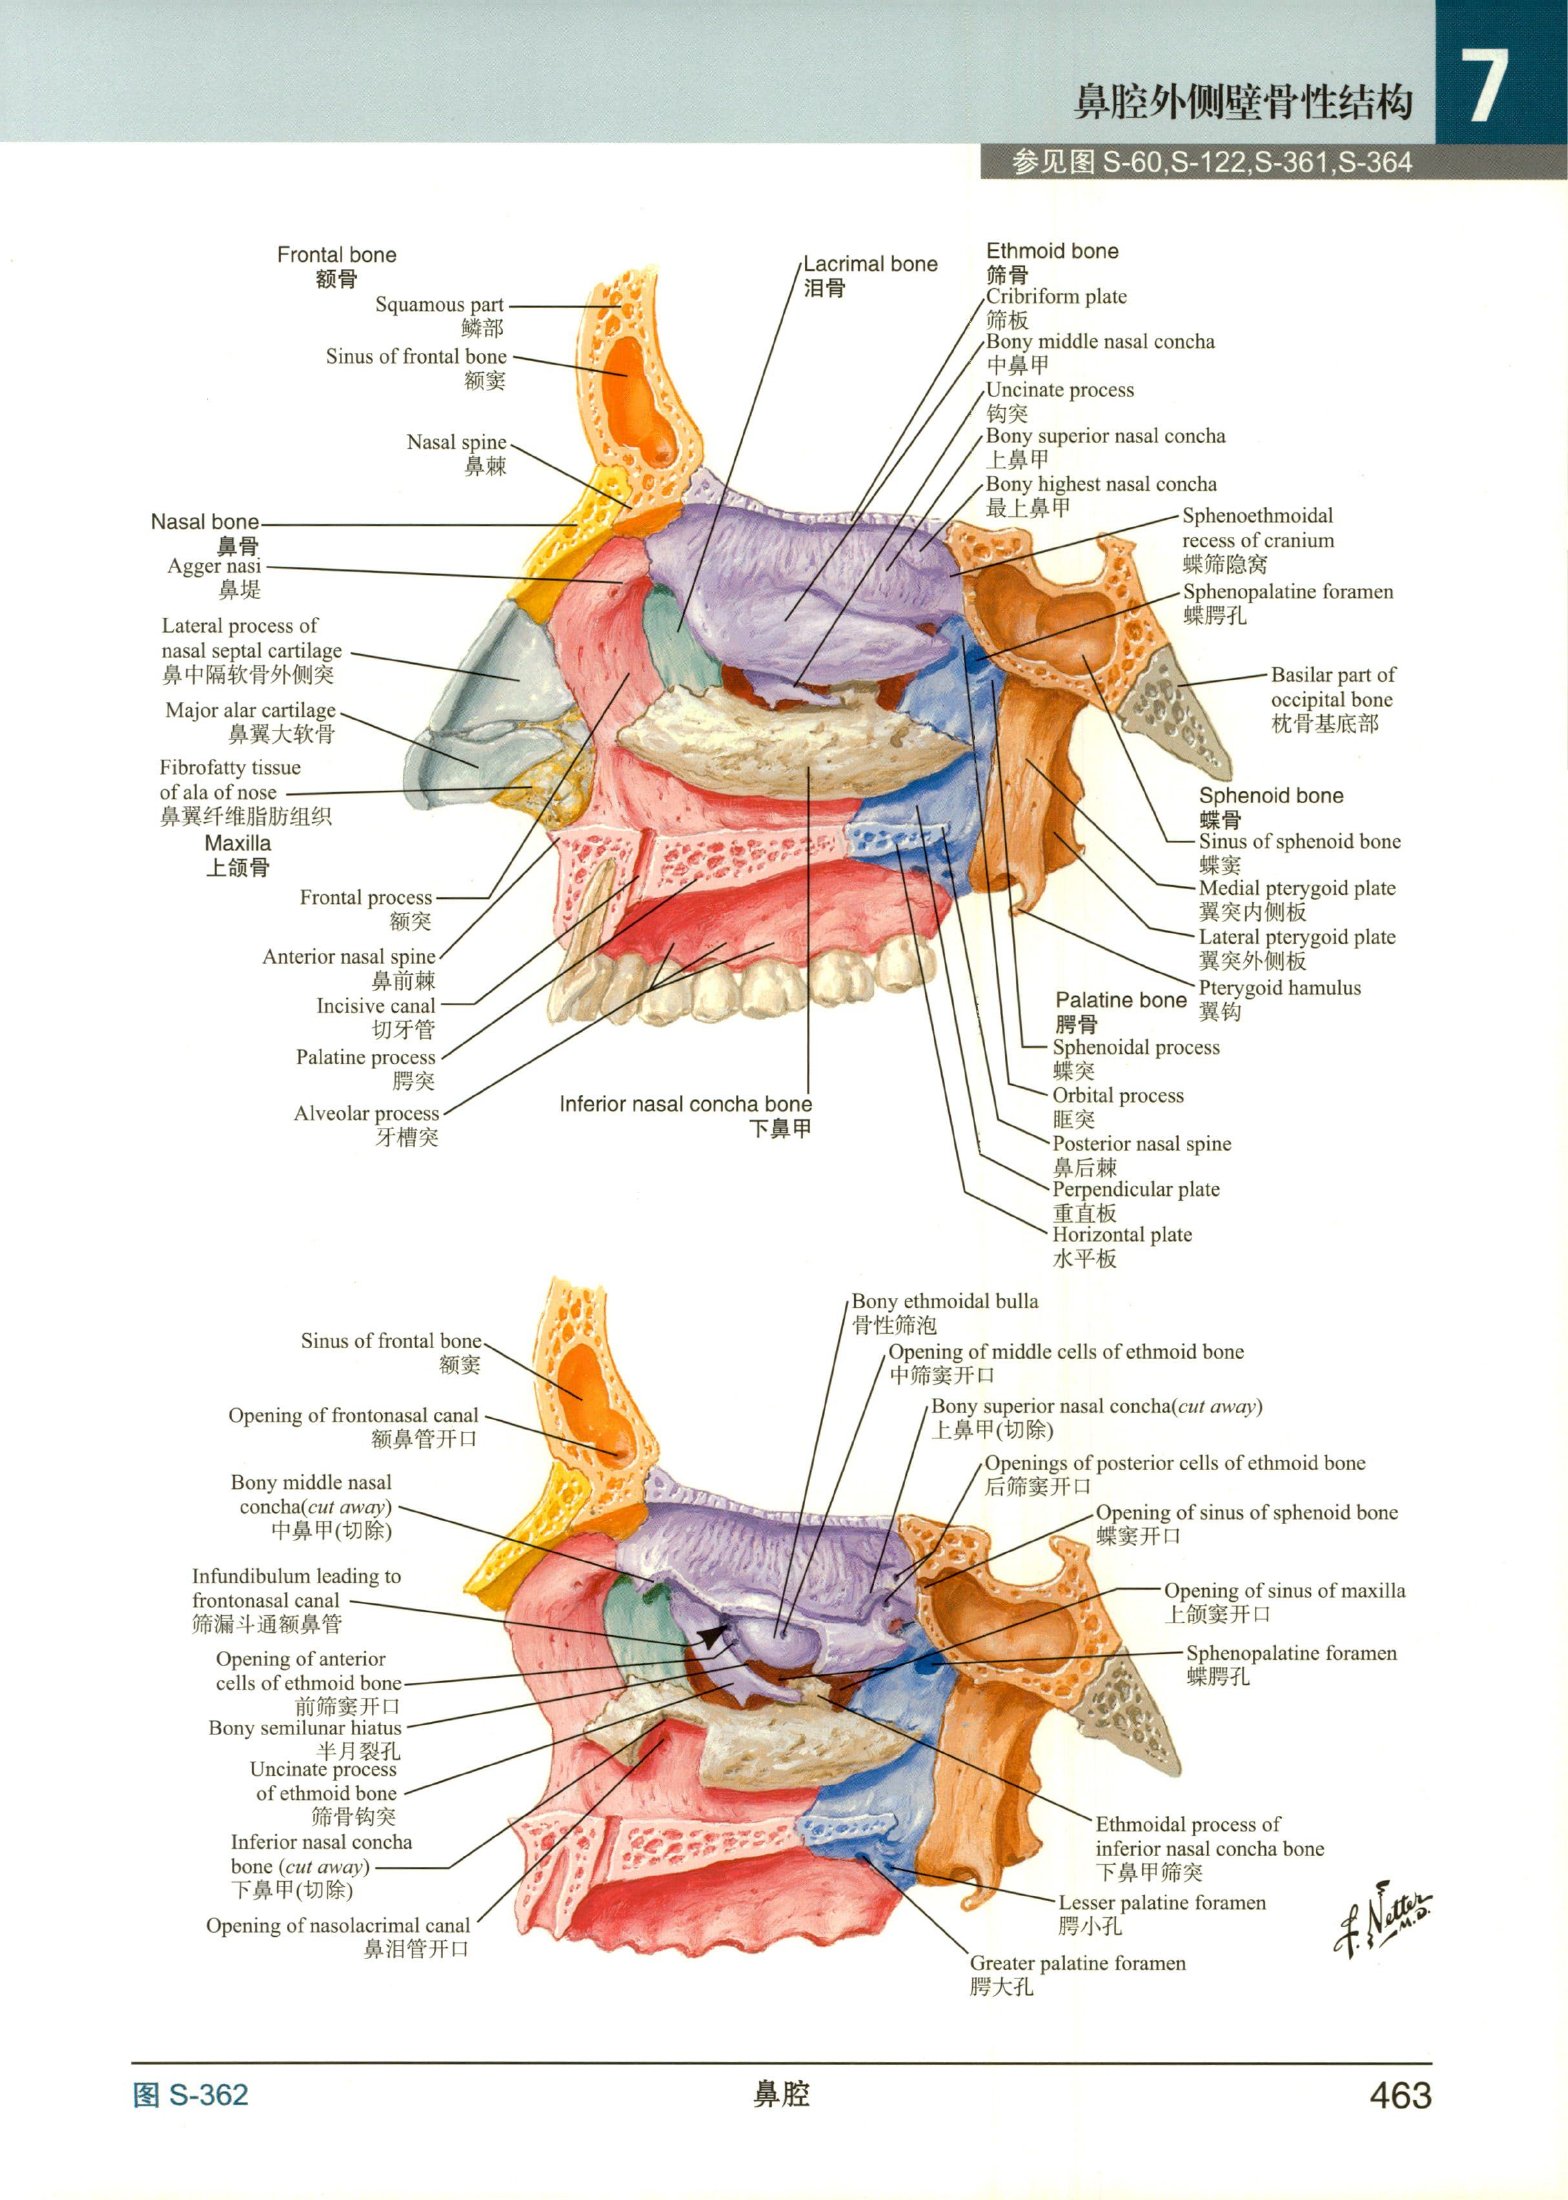 7
鼻腔外侧壁骨性结构
参见图 S-60,S-122,S-361,S-364
Frontal bone
额骨
Squamous part
鳞部
Sinus of frontal bone
额窦
Nasal spine
鼻棘
Nasal bone
鼻骨
Agger nasi
鼻堤
Lateral process of
nasal septal cartilage
鼻中隔软骨外侧突
Major alar cartilage
鼻翼大软骨
Fibrofatty tissue
of ala of nose
鼻翼纤维脂肪组织
Maxilla
上颌骨
Frontal process
额突
Anterior nasal spine
鼻前棘
Incisive canal
切牙管
Palatine process
腭突
Alveolar process
牙槽突
Lacrimal bone
泪骨
Inferior nasal concha bone
下鼻甲
Ethmoid bone
筛骨
Cribriform plate
筛板
Bony middle nasal concha
中鼻甲
Uncinate process
钩突
Bony superior nasal concha
上鼻甲
Bony highest nasal concha
最上鼻甲
Sphenoethmoidal
recess of cranium
蝶筛隐窝
Sphenopalatine foramen
蝶腭孔
Basilar part of
occipital bone
枕骨基底部
Sphenoid bone
蝶骨
Sinus of sphenoid bone
蝶窦
Medial pterygoid plate
翼突内侧板
Lateral pterygoid plate
翼突外侧板
Pterygoid hamulus
翼钩
Palatine bone
腭骨
Sphenoidal process
蝶突
Orbital process
眶突
Posterior nasal spine
鼻后棘
Perpendicular plate
垂直板
Horizontal plate
水平板
Sinus of frontal bone
额窦
Opening of frontonasal canal
额鼻管开口
Bony middle nasal
concha(cut away)
中鼻甲(切除)
Infundibulum leading to
frontonasal canal
筛漏斗通额鼻管
Opening of anterior
cells of ethmoid bone
前筛窦开口
Bony semilunar hiatus
半月裂孔
Uncinate process
of ethmoid bone
筛骨钩突
Inferior nasal concha
bone (cut away)
下鼻甲(切除)
Opening of nasolacrimal canal
鼻泪管开口
Bony ethmoidal bulla
骨性筛泡
Opening of middle cells of ethmoid bone
中筛窦开口
Bony superior nasal concha(cut away)
上鼻甲(切除)
Openings of posterior cells of ethmoid bone
后筛窦开口
Opening of sinus of sphenoid bone
蝶窦开口
Opening of sinus of maxilla
上颌窦开口
Sphenopalatine foramen
蝶腭孔
Ethmoidal process of
inferior nasal concha bone
下鼻甲筛突
Lesser palatine foramen
腭小孔
Greater palatine foramen
腭大孔
F. Netter
M.D.
图 S-362
鼻腔
463